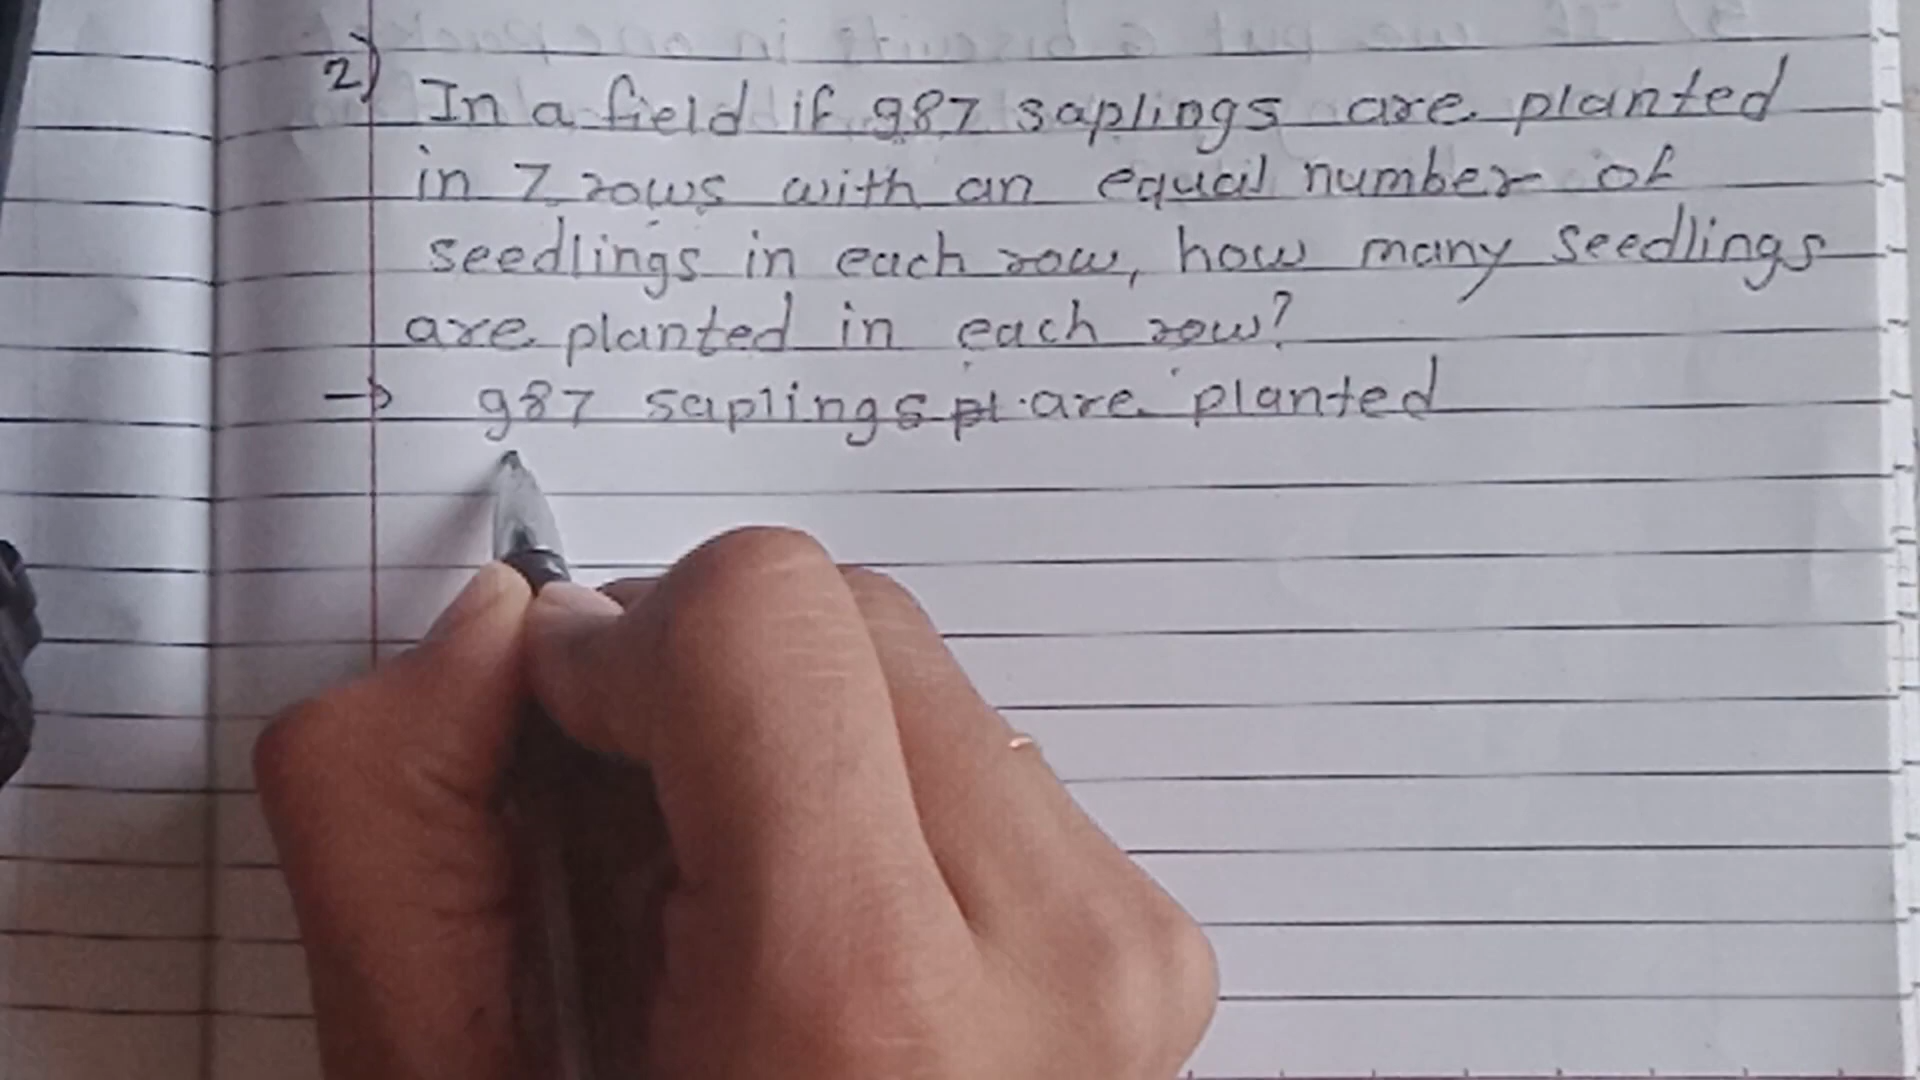 2) In a field if 987 saplings are planted
in 7 rows with an equal number of
seedlings in each row, how many seedlings
are planted in each row?
→ 987 saplings pl are planted